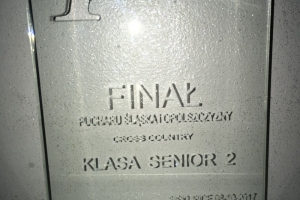 FINAŁ
PUCHARU ŚLĄSKA I OPOLSZCZYZNY
CROSS COUNTRY
KLASA SENIOR 2